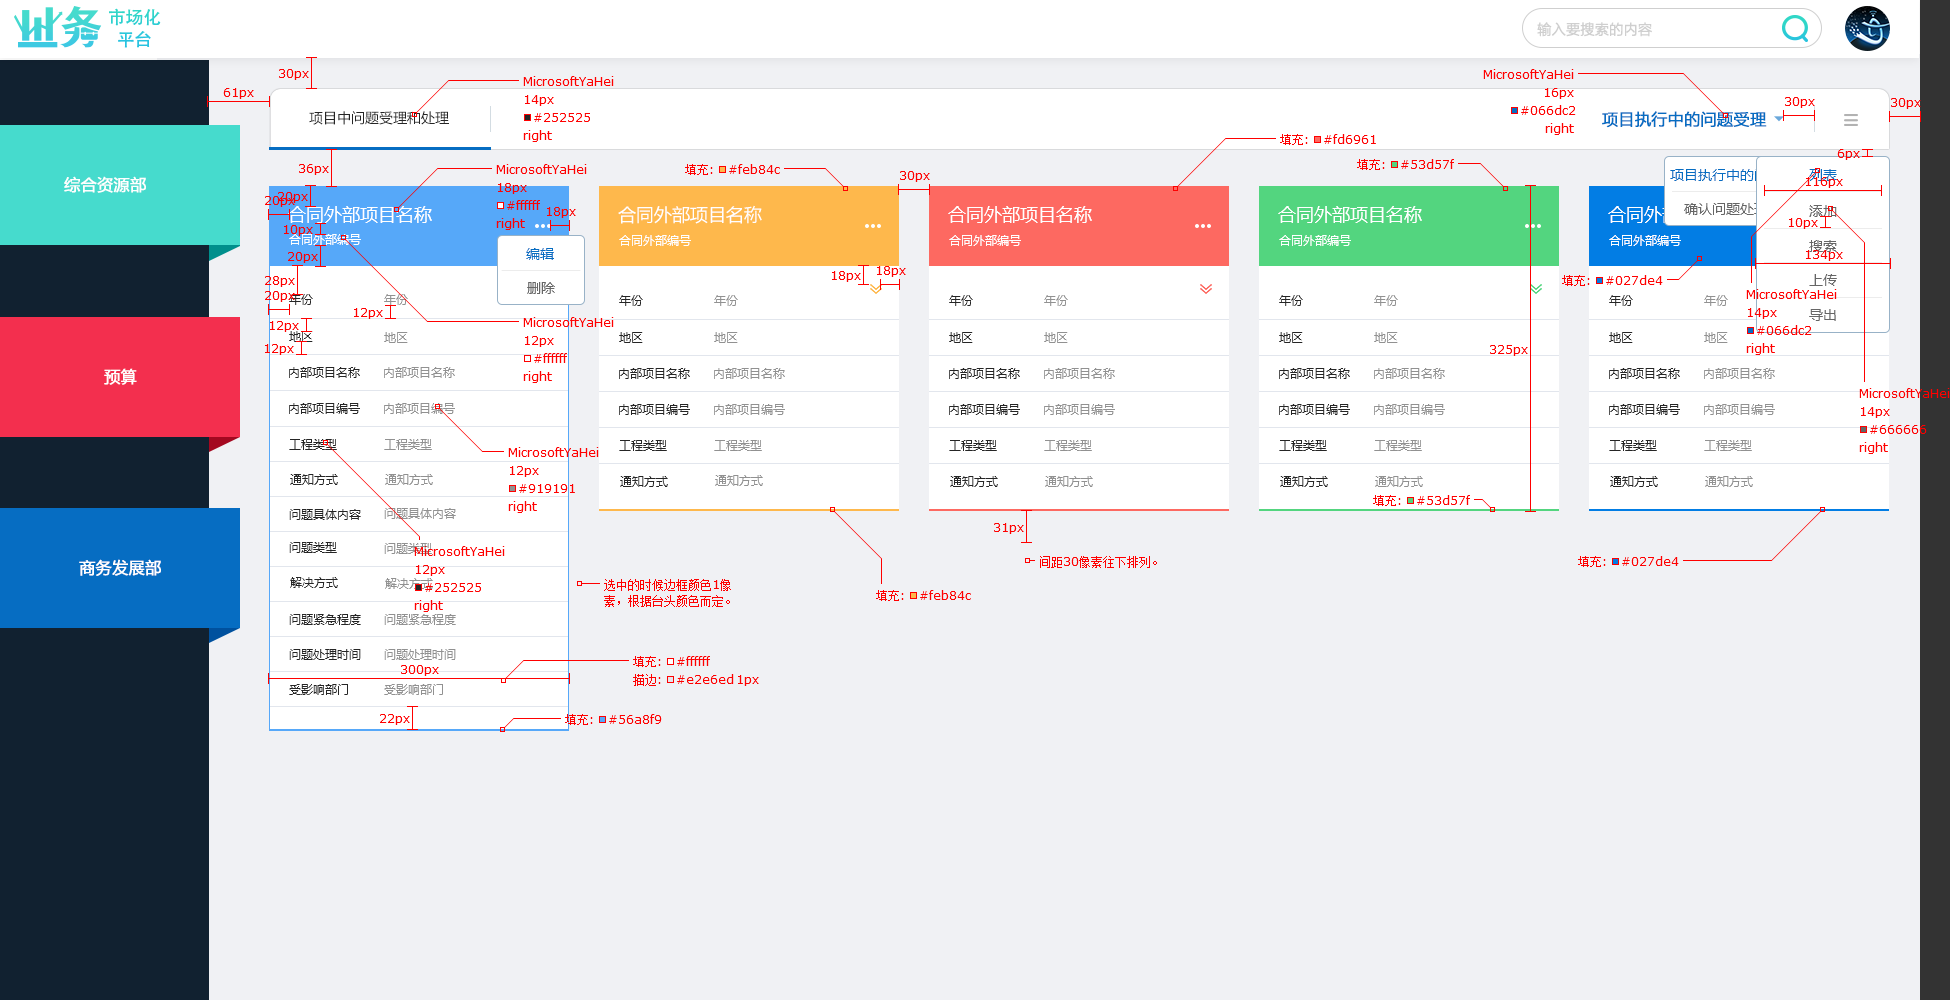 业务 市场化
平台
输入要搜索的内容
30px
61px
项目中问题受理和处理
MicrosoftYaHei
14px
#252525
right
MicrosoftYaHei
16px
#066dc2
right
项目执行中的问题受理
30px
30px
6px
综合资源部
预算
商务发展部
36px
MicrosoftYaHei
18px
#ffffff
right
填充: #feb84c
30px
填充: #fd6961
填充: #53d57f
20px
20px
合同外部项目名称
18px
10px
合同外部编号
20px
编辑
删除
合同外部项目名称
合同外部编号
合同外部项目名称
合同外部编号
合同外部项目名称
合同外部编号
合同外
合同外部编号
项目执行中的
确认问题处
列表
116px
添加
10px
搜索
134px
上传
导出
填充: #027de4
MicrosoftYaHei
14px
#066dc2
right
MicrosoftYaHei
14px
#666666
right
28px
20px
年份 年份
12px
12px
地区 地区
12px
内部项目名称 内部项目名称
内部项目编号 内部项目编号
工程类型 工程类型
通知方式 通知方式
问题具体内容 问题具体内容
问题类型 问题类型
解决方式 解决方式
问题紧急程度 问题紧急程度
问题处理时间 问题处理时间
300px
受影响部门 受影响部门
22px
MicrosoftYaHei
12px
#ffffff
right
MicrosoftYaHei
12px
#919191
right
MicrosoftYaHei
12px
#252525
right
18px
18px
年份 年份
地区 地区
内部项目名称 内部项目名称
内部项目编号 内部项目编号
工程类型 工程类型
通知方式 通知方式
年份 年份
地区 地区
内部项目名称 内部项目名称
内部项目编号 内部项目编号
工程类型 工程类型
通知方式 通知方式
年份 年份
地区 地区
325px
内部项目名称 内部项目名称
内部项目编号 内部项目编号
工程类型 工程类型
通知方式 通知方式
填充: #53d57f
年份 年份
地区 地区
内部项目名称 内部项目名称
内部项目编号 内部项目编号
工程类型 工程类型
通知方式 通知方式
31px
间距30像素往下排列。
填充: #027de4
选中的时候边框颜色1像
素，根据台头颜色而定。
填充: #feb84c
填充: #ffffff
描边: #e2e6ed 1px
填充: #56a8f9